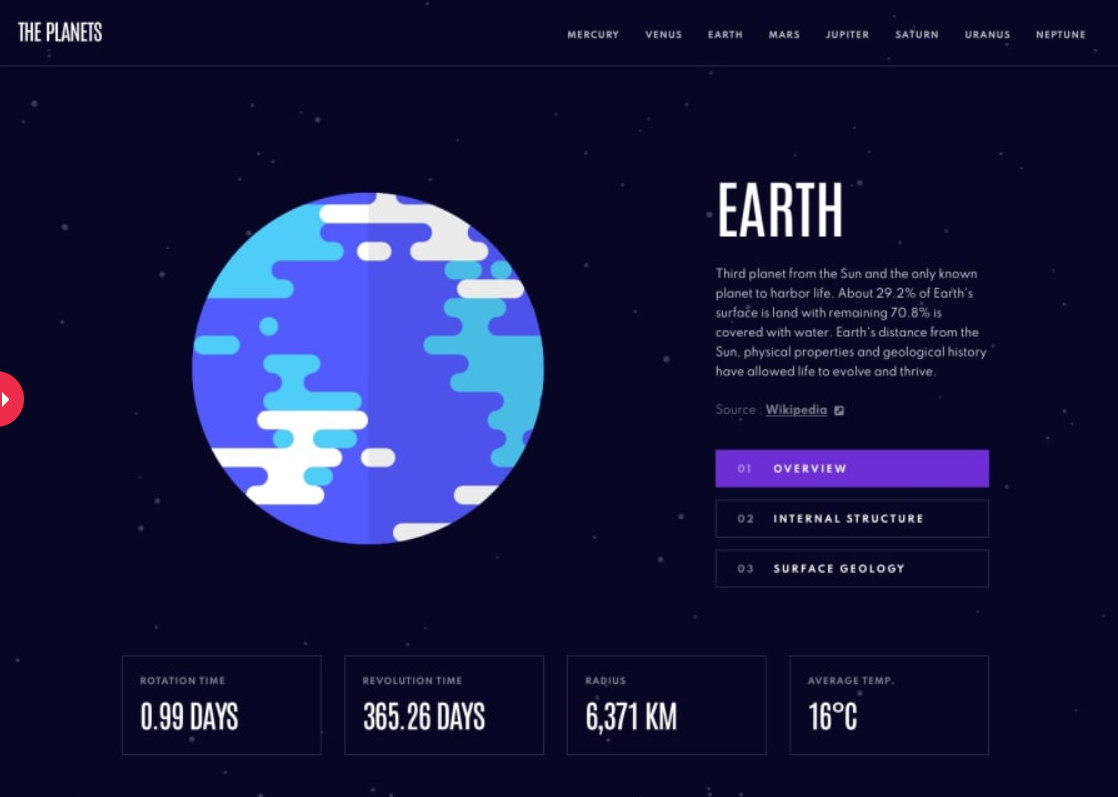 THE PLANETS
MERCURY VENUS EARTH MARS JUPITER SATURN URANUS NEPTUNE
EARTH
Third planet from the Sun and the only known
planet to harbor life. About 29.2% of Earth's
surface is land with remaining 70.8% is
covered with water. Earth's distance from the
Sun, physical properties and geological history
have allowed life to evolve and thrive.
Source : Wikipedia
01 OVERVIEW
02 INTERNAL STRUCTURE
03 SURFACE GEOLOGY
ROTATION TIME
0.99 DAYS
REVOLUTION TIME
365.26 DAYS
RADIUS
6,371 KM
AVERAGE TEMP.
16°C